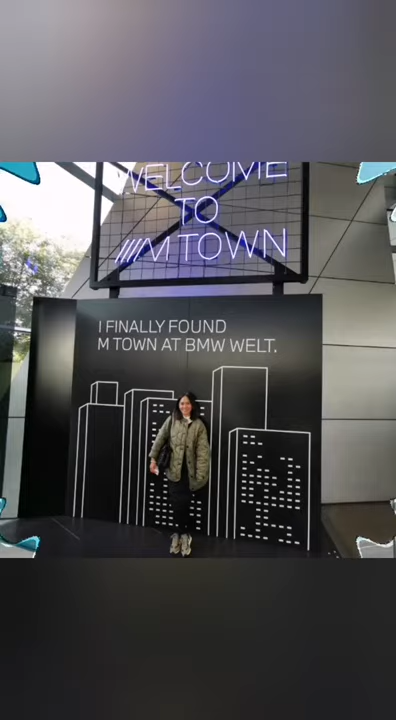 WELCOME
TO
////M TOWN
I FINALLY FOUND
M TOWN AT BMW WELT.